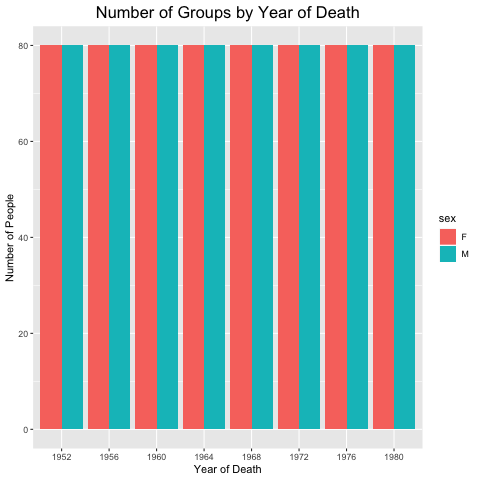 Number of Groups by Year of Death
Number of People
80
60
40
20
0
1952 1956 1960 1964 1968 1972 1976 1980
Year of Death
sex
F
M